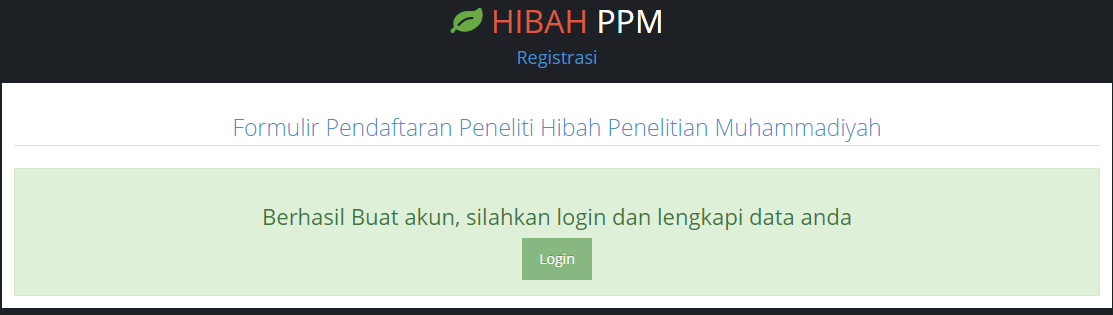 HIBAH PPM
Registrasi
Formulir Pendaftaran Peneliti Hibah Penelitian Muhammadiyah
Berhasil Buat akun, silahkan login dan lengkapi data anda
Login